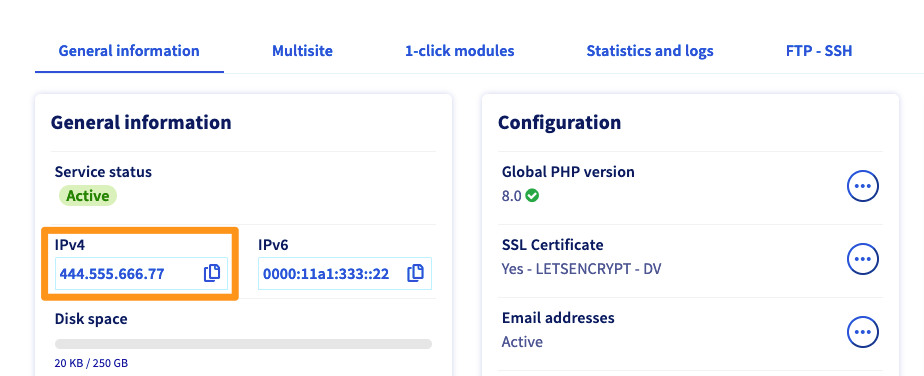 General information Multisite 1-click modules Statistics and logs FTP - SSH
General information
Service status
Active
IPv4 IPv6
444.555.666.77 0000:11a1:333::22
Disk space
20 KB / 250 GB
Configuration
Global PHP version
8.0
SSL Certificate
Yes - LETSENCRYPT - DV
Email addresses
Active